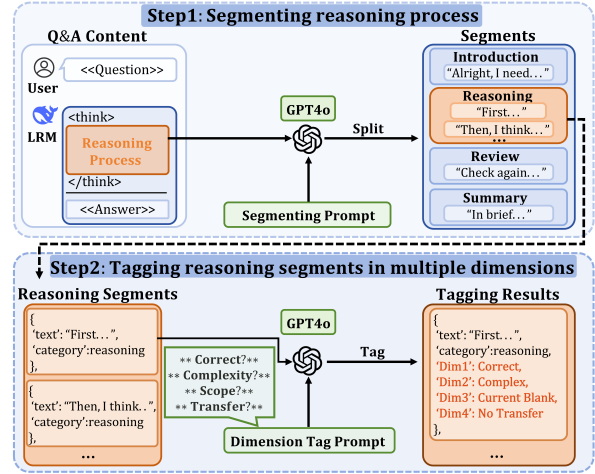 Step1: Segmenting reasoning process
Q&A Content
User
<<Question>>
LRM
<think>
Reasoning
Process
</think>
<<Answer>>
GPT4o
Split
Segmenting Prompt
Segments
Introduction
“Alright, I need...”
Reasoning
“First...”
“Then, I think...”
...
Review
“Check again...”
Summary
“In brief...”
Step2: Tagging reasoning segments in multiple dimensions
Reasoning Segments
{
‘text’: “First...”,
‘category’:reasoning
},
{
‘text’: “Then, I think..”,
‘category’:reasoning
},
...
** Correct?**
** Complexity?**
** Scope?**
** Transfer?**
GPT4o
Tag
Dimension Tag Prompt
Tagging Results
{
‘text’: “First...”,
‘category’:reasoning,
‘Dim1’: Correct,
‘Dim2’: Complex,
‘Dim3’: Current Blank,
‘Dim4’: No Transfer
},
...